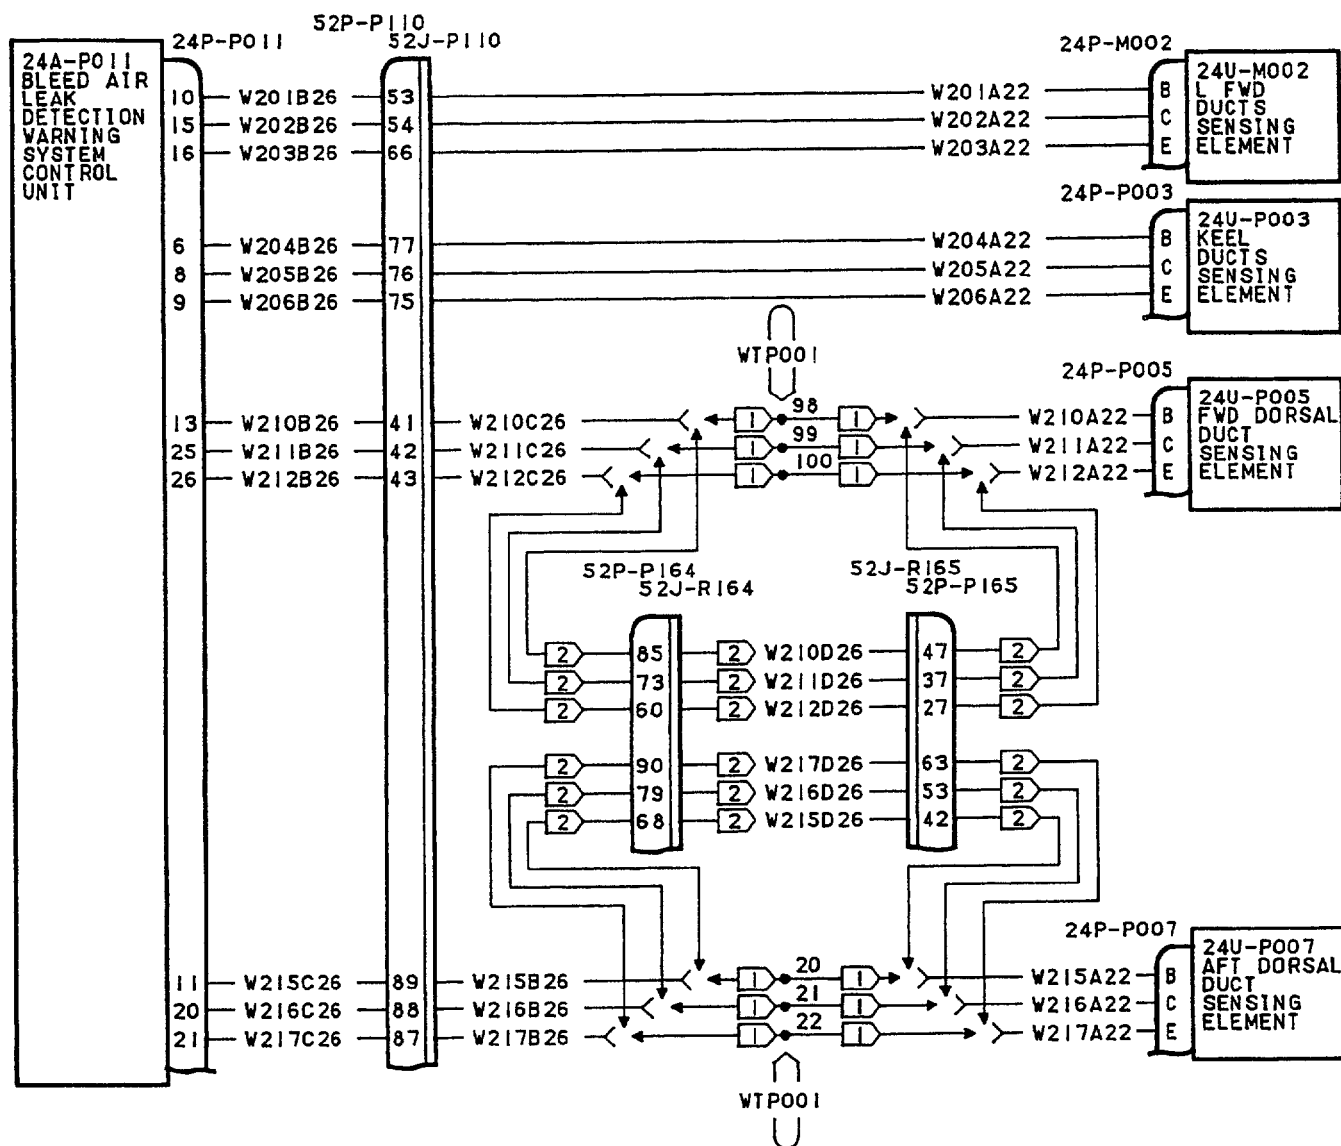 52P-P110
24P-P011
52J-P110
24P-M002
24A-P011
BLEED AIR
LEAK
DETECTION
WARNING
SYSTEM
CONTROL
UNIT
24U-M002
L FWD
DUCTS
SENSING
ELEMENT
10 W201B26 53 W201A22 B
15 W202B26 54 W202A22 C
16 W203B26 66 W203A22 E
24P-P003
24U-P003
KEEL
DUCTS
SENSING
ELEMENT
6 W204B26 77 W204A22 B
8 W205B26 76 W205A22 C
9 W206B26 75 W206A22 E
WTP001
24P-P005
24U-P005
FWD DORSAL
DUCT
SENSING
ELEMENT
13 W210B26 41 W210C26 1 98 1 W210A22 B
25 W211B26 42 W211C26 1 99 1 W211A22 C
26 W212B26 43 W212C26 1 100 1 W212A22 E
52P-P164
52J-R164
52J-R165
52P-P165
2 85 2 W210D26 47 2
2 73 2 W211D26 37 2
2 60 2 W212D26 27 2
2 90 2 W217D26 63 2
2 79 2 W216D26 53 2
2 68 2 W215D26 42 2
24P-P007
24U-P007
AFT DORSAL
DUCT
SENSING
ELEMENT
11 W215C26 89 W215B26 1 20 1 W215A22 B
20 W216C26 88 W216B26 1 21 1 W216A22 C
21 W217C26 87 W217B26 1 22 1 W217A22 E
WTP001